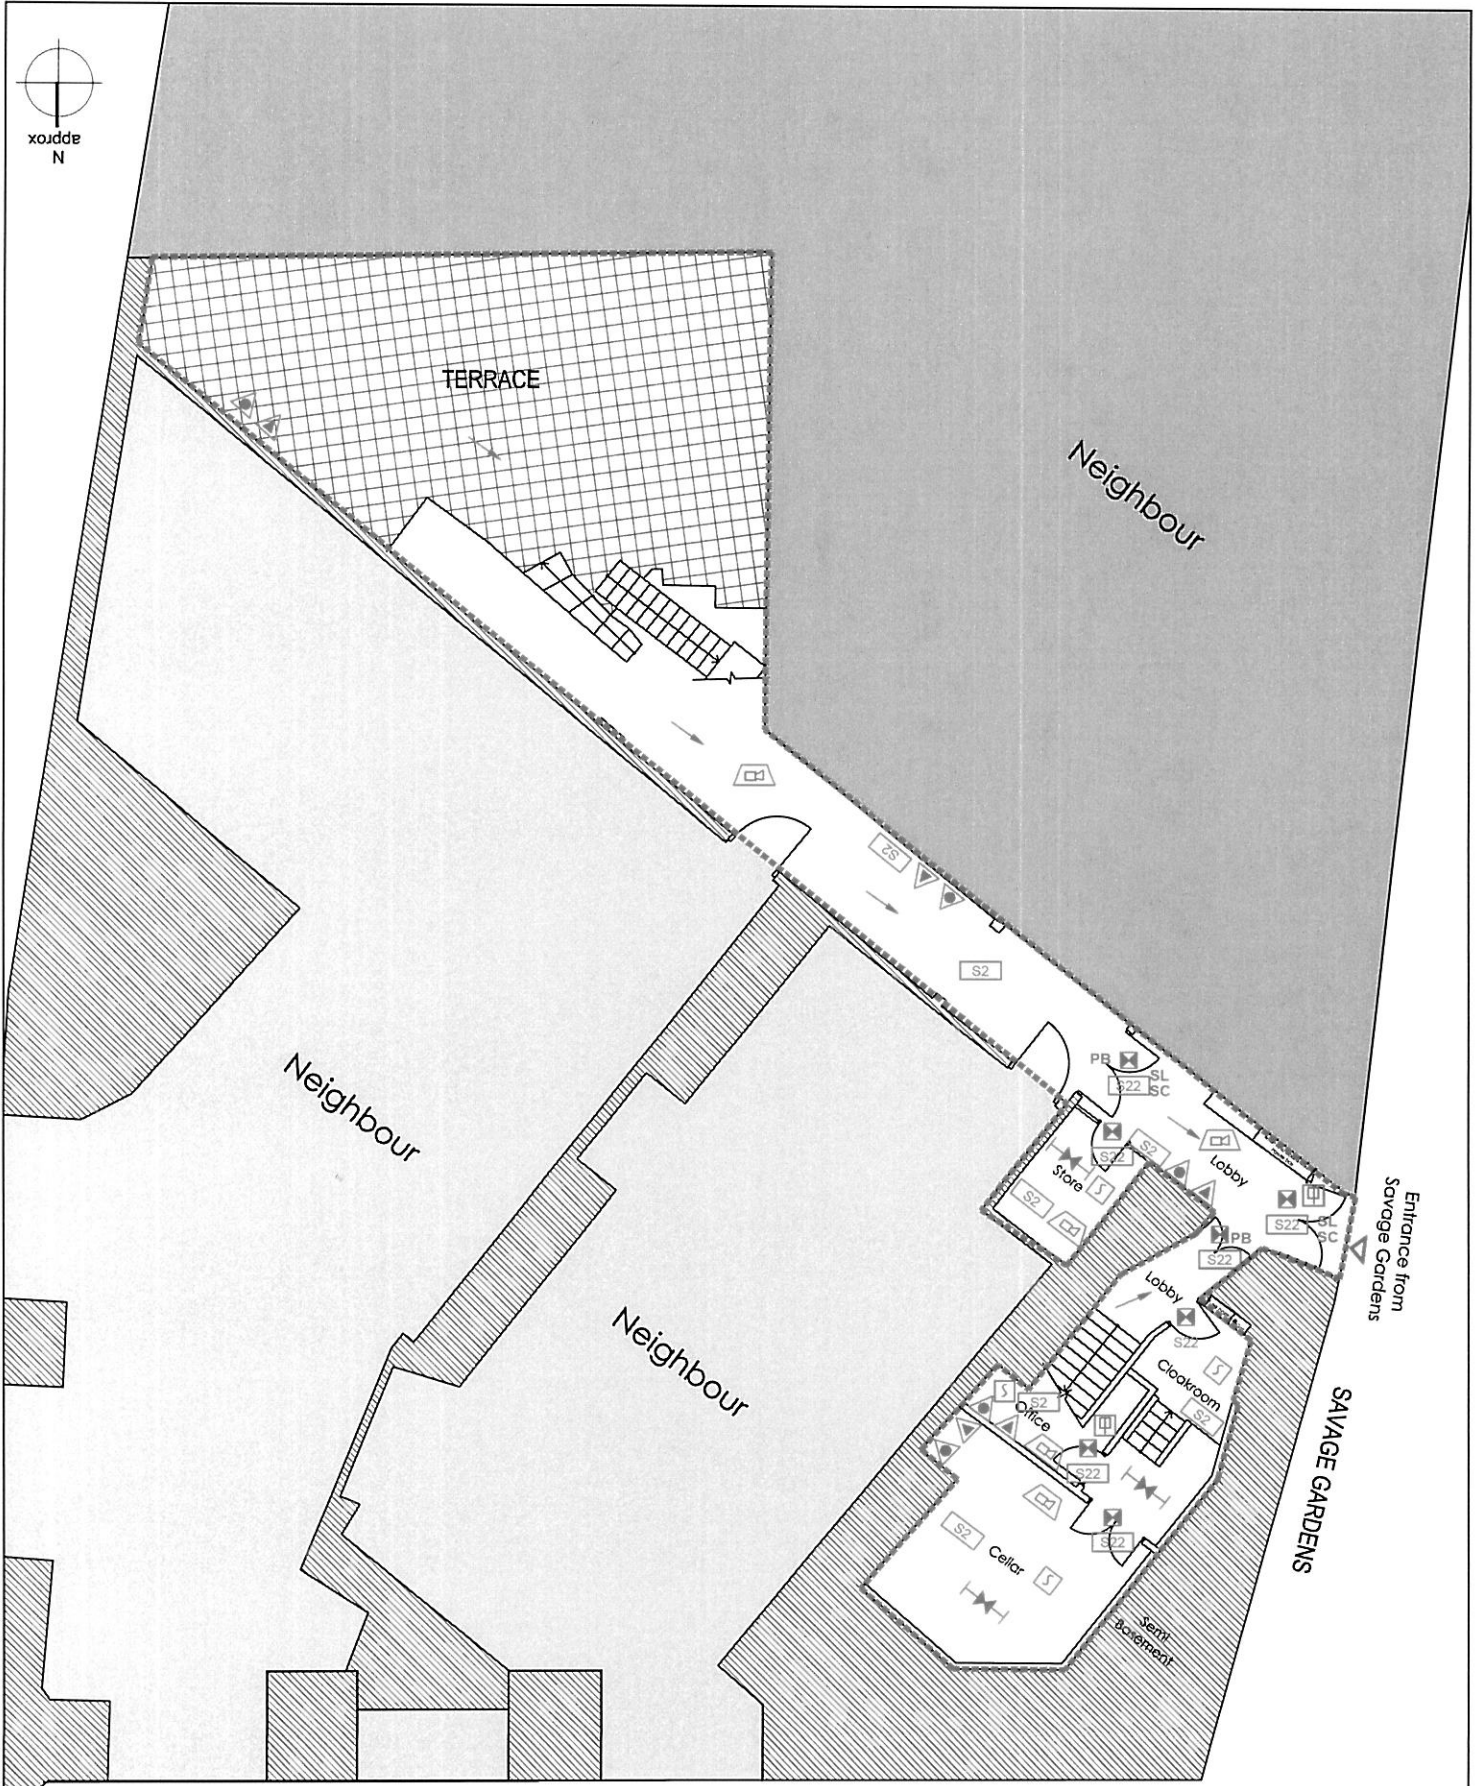 approx
N
TERRACE
Neighbour
S2
S2
PB
SL
S22
SC
S22
S2
Lobby
Store
S2
S22
SL
SC
PB
S22
Entrance from
Savage Gardens
Lobby
S22
Cloakroom
S2
S2
Office
S22
S22
S2
Cellar
Semi
Basement
SAVAGE GARDENS
Neighbour
Neighbour